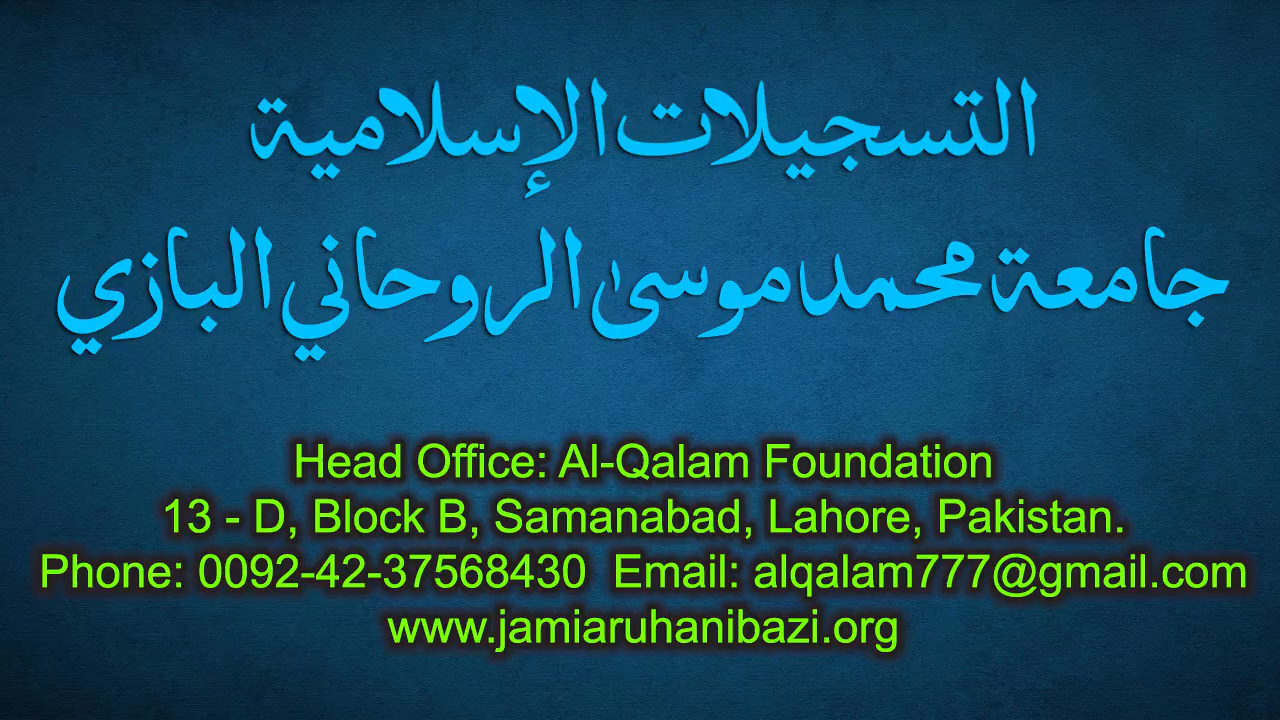 التسجيلات الإسلامية
جامعة محمد موسىٰ الروحاني البازي
Head Office: Al-Qalam Foundation
13 - D, Block B, Samanabad, Lahore, Pakistan.
Phone: 0092-42-37568430  Email: alqalam777@gmail.com
www.jamiaruhanibazi.org